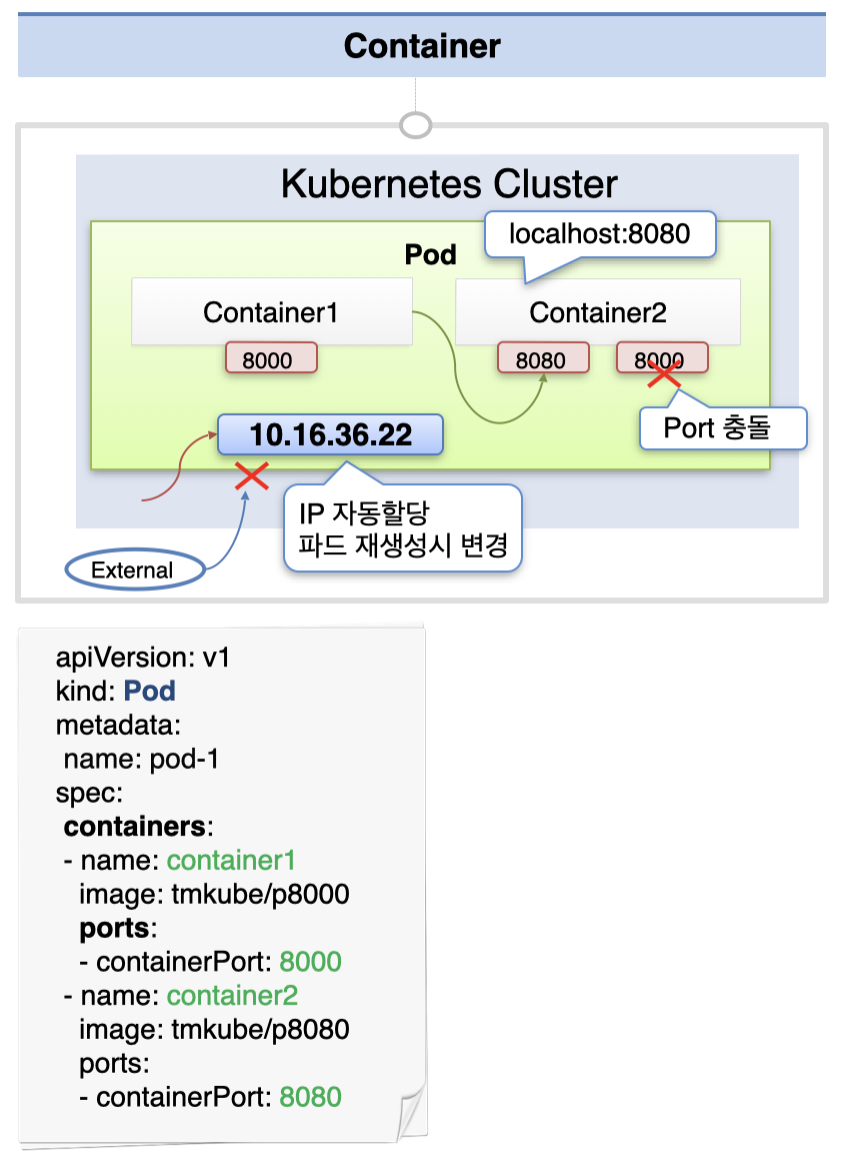 Container
Kubernetes Cluster
localhost:8080
Pod
Container1
Container2
8000
8080
8000
Port 충돌
10.16.36.22
IP 자동할당
파드 재생성시 변경
External
apiVersion: v1
kind: Pod
metadata:
name: pod-1
spec:
containers:
- name: container1
image: tmkube/p8000
ports:
- containerPort: 8000
- name: container2
image: tmkube/p8080
ports:
- containerPort: 8080